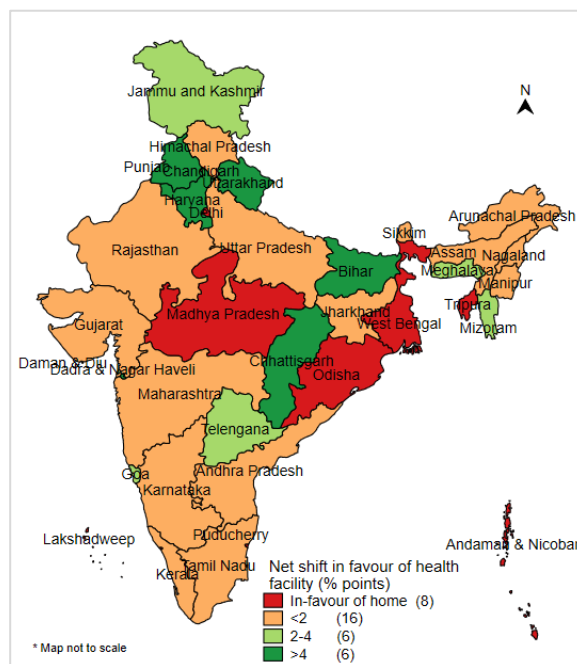 Jammu and Kashmir
N
Himachal Pradesh
Punjab
Chandigarh
Uttarakhand
Haryana
Delhi
Sikkim
Arunachal Pradesh
Rajasthan
Uttar Pradesh
Assam
Nagaland
Bihar
Meghalaya
Manipur
Gujarat
Madhya Pradesh
Jharkhand
West Bengal
Tripura
Mizoram
Daman & Diu
Dadra & Nagar Haveli
Chhattisgarh
Odisha
Maharashtra
Telengana
Goa
Andhra Pradesh
Karnataka
Lakshadweep
Puducherry
Andaman & Nicobar
Kerala
Tamil Nadu
Net shift in favour of health
facility (% points)
In-favour of home (8)
<2 (16)
2-4 (6)
>4 (6)
* Map not to scale